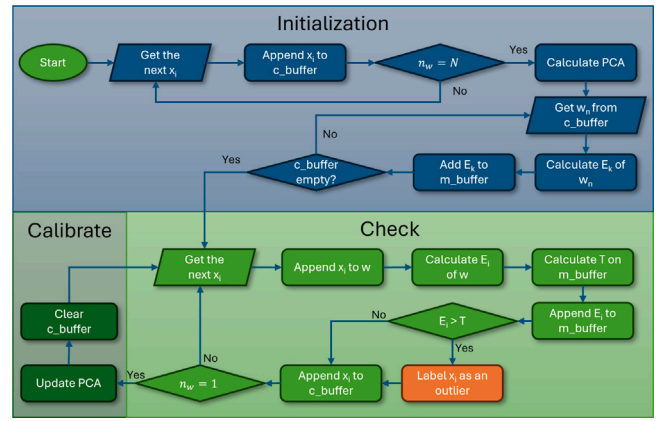 Initialization
Start
Get the
next xᵢ
Append xᵢ to
c_buffer
n_w = N
Yes
No
Calculate PCA
Get wₙ from
c_buffer
Calculate Eₖ of
wₙ
Add Eₖ to
m_buffer
c_buffer
empty?
No
Yes
Calibrate
Check
Get the
next xᵢ
Append xᵢ to w
Calculate Eᵢ
of w
Calculate T on
m_buffer
Append Eᵢ to
m_buffer
Eᵢ > T
No
Yes
Label xᵢ as an
outlier
Append xᵢ to
c_buffer
n_w = 1
No
Yes
Update PCA
Clear
c_buffer